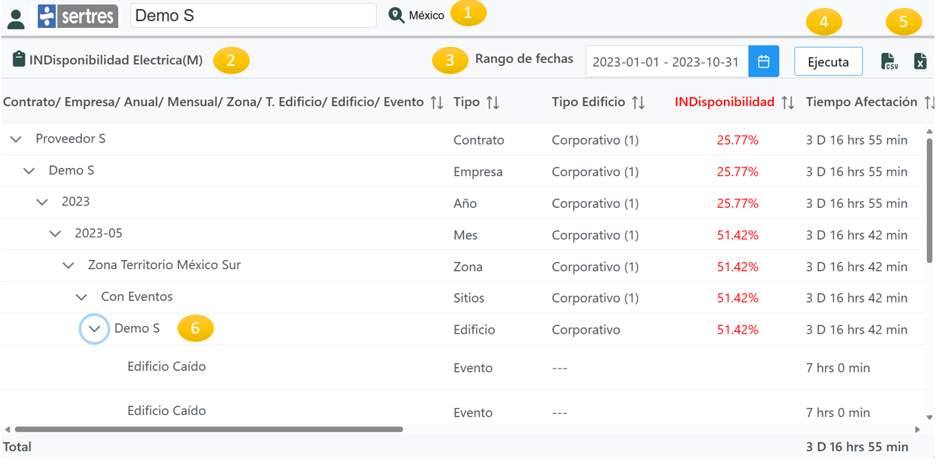 sertres Demo S México 1 4 5
INDisponibilidad Electrica(M) 2 3 Rango de fechas 2023-01-01 - 2023-10-31 Ejecuta CSV X
Contrato/ Empresa/ Anual/ Mensual/ Zona/ T. Edificio/ Edificio/ Evento Tipo Tipo Edificio INDisponibilidad Tiempo Afectación
Proveedor S Contrato Corporativo (1) 25.77% 3 D 16 hrs 55 min
Demo S Empresa Corporativo (1) 25.77% 3 D 16 hrs 55 min
2023 Año Corporativo (1) 25.77% 3 D 16 hrs 55 min
2023-05 Mes Corporativo (1) 51.42% 3 D 16 hrs 42 min
Zona Territorio México Sur Zona Corporativo (1) 51.42% 3 D 16 hrs 42 min
Con Eventos Sitios Corporativo (1) 51.42% 3 D 16 hrs 42 min
Demo S 6 Edificio Corporativo 51.42% 3 D 16 hrs 42 min
Edificio Caído Evento --- 7 hrs 0 min
Edificio Caído Evento --- 7 hrs 0 min
Total 3 D 16 hrs 55 min